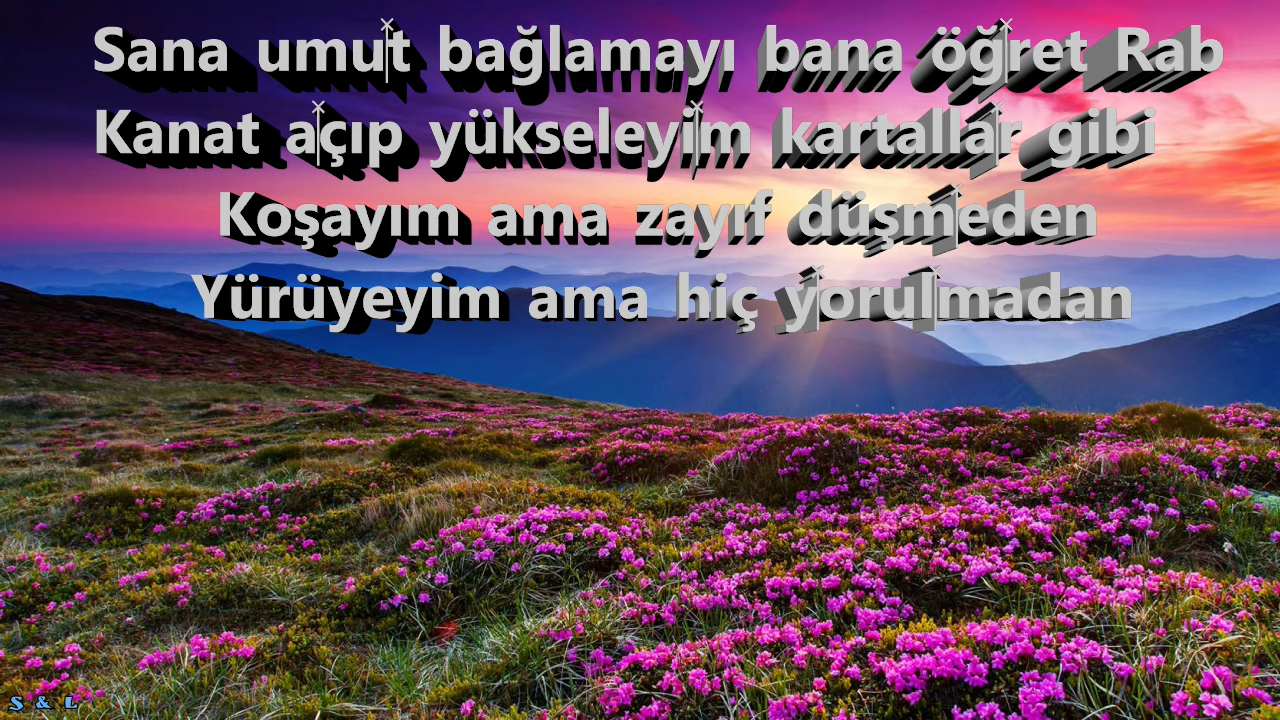 Sana umut bağlamayı bana öğret Rab
Kanat açıp yükseleyim kartallar gibi
Koşayım ama zayıf düşmeden
Yürüyeyim ama hiç yorulmadan
S & L